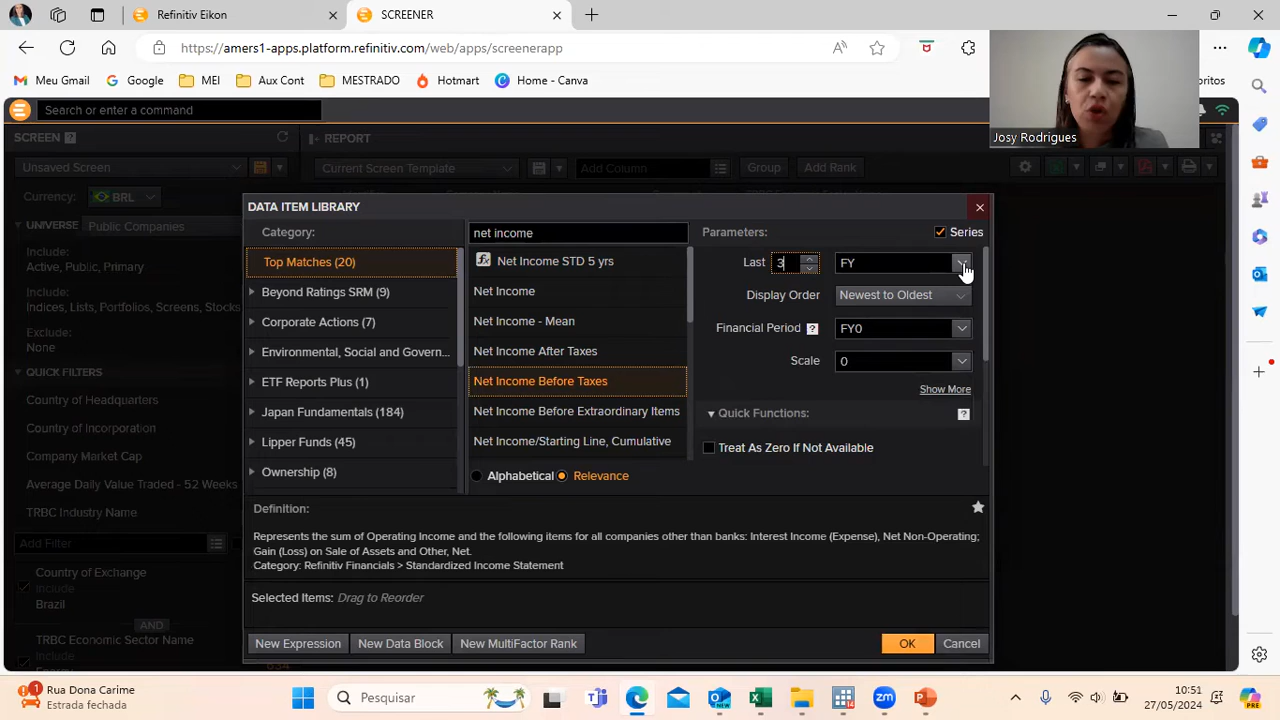 Refinitiv Eikon
SCREENER
https://amers1-apps.platform.refinitiv.com/web/apps/screenerapp
Meu Gmail
Google
MEI
Aux Cont
MESTRADO
Hotmart
Home - Canva
oritos
Search or enter a command
Josy Rodrigues
SCREEN
REPORT
Unsaved Screen
Current Screen Template
Add Column
Group
Add Rank
Currency:
BRL
UNIVERSE
Public Companies
Include:
Active, Public, Primary
Include:
Indices, Lists, Portfolios, Screens, Stocks
Exclude:
None
QUICK FILTERS
Country of Headquarters
Country of Incorporation
Company Market Cap
Average Daily Value Traded - 52 Weeks
TRBC Industry Name
Add Filter
Country of Exchange
Include
Brazil
AND
TRBC Economic Sector Name
Include
Energy
634
DATA ITEM LIBRARY
Category:
net income
Parameters:
Series
Top Matches (20)
Beyond Ratings SRM (9)
Corporate Actions (7)
Environmental, Social and Govern...
ETF Reports Plus (1)
Japan Fundamentals (184)
Lipper Funds (45)
Ownership (8)
Net Income STD 5 yrs
Net Income
Net Income - Mean
Net Income After Taxes
Net Income Before Taxes
Net Income Before Extraordinary Items
Net Income/Starting Line, Cumulative
Alphabetical
Relevance
Last
3
FY
Display Order
Newest to Oldest
Financial Period
?
FY0
Scale
0
Show More
Quick Functions:
?
Treat As Zero If Not Available
Definition:
Represents the sum of Operating Income and the following items for all companies other than banks: Interest Income (Expense), Net Non-Operating;
Gain (Loss) on Sale of Assets and Other, Net.
Category: Refinitiv Financials > Standardized Income Statement
Selected Items: Drag to Reorder
New Expression
New Data Block
New MultiFactor Rank
OK
Cancel
1
Rua Dona Carime
Estrada fechada
Pesquisar
10:51
27/05/2024